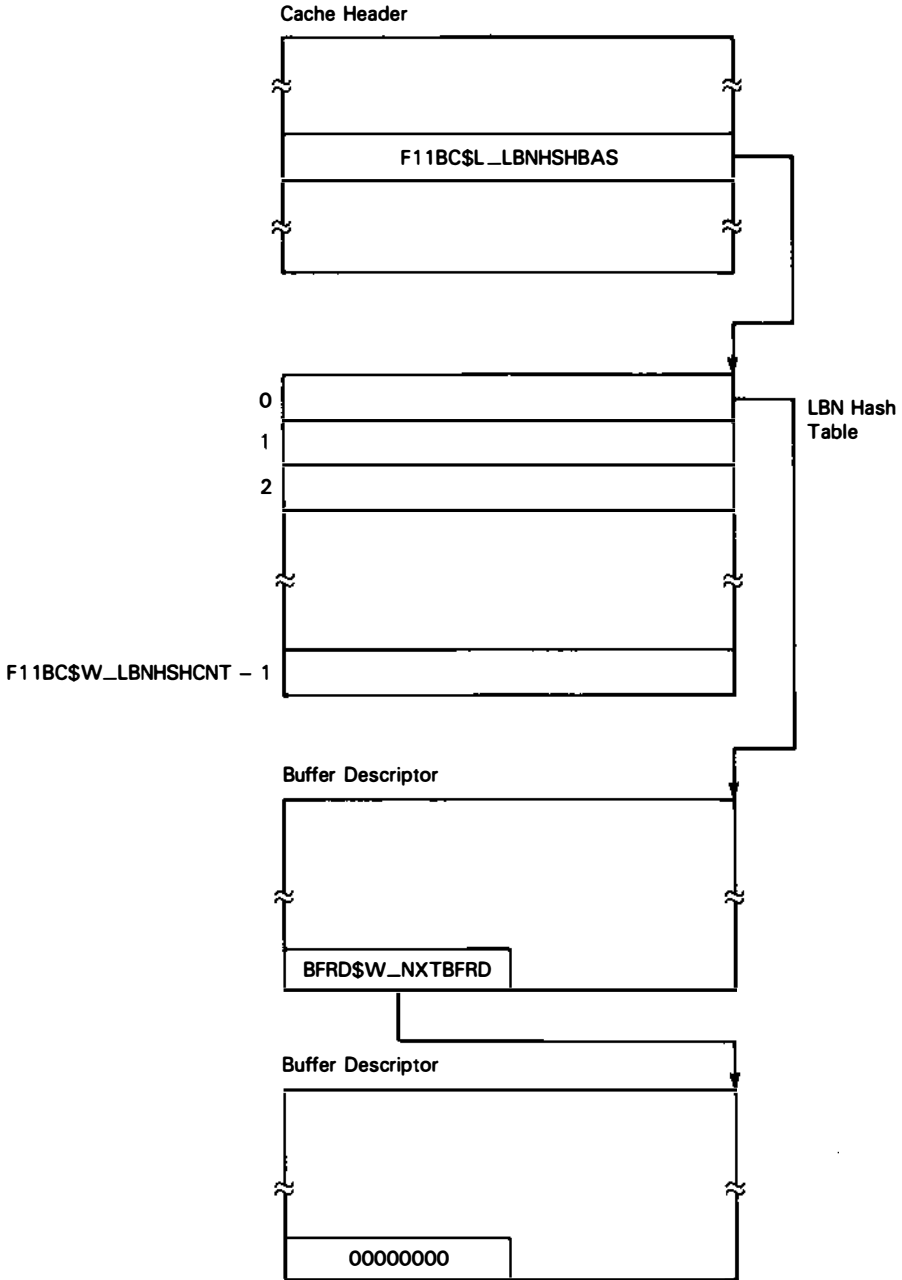 Cache Header
F11BC$L_LBNHSHBAS
0
LBN Hash
Table
1
2
F11BC$W_LBNHSHCNT – 1
Buffer Descriptor
BFRD$W_NXTBFRD
Buffer Descriptor
00000000